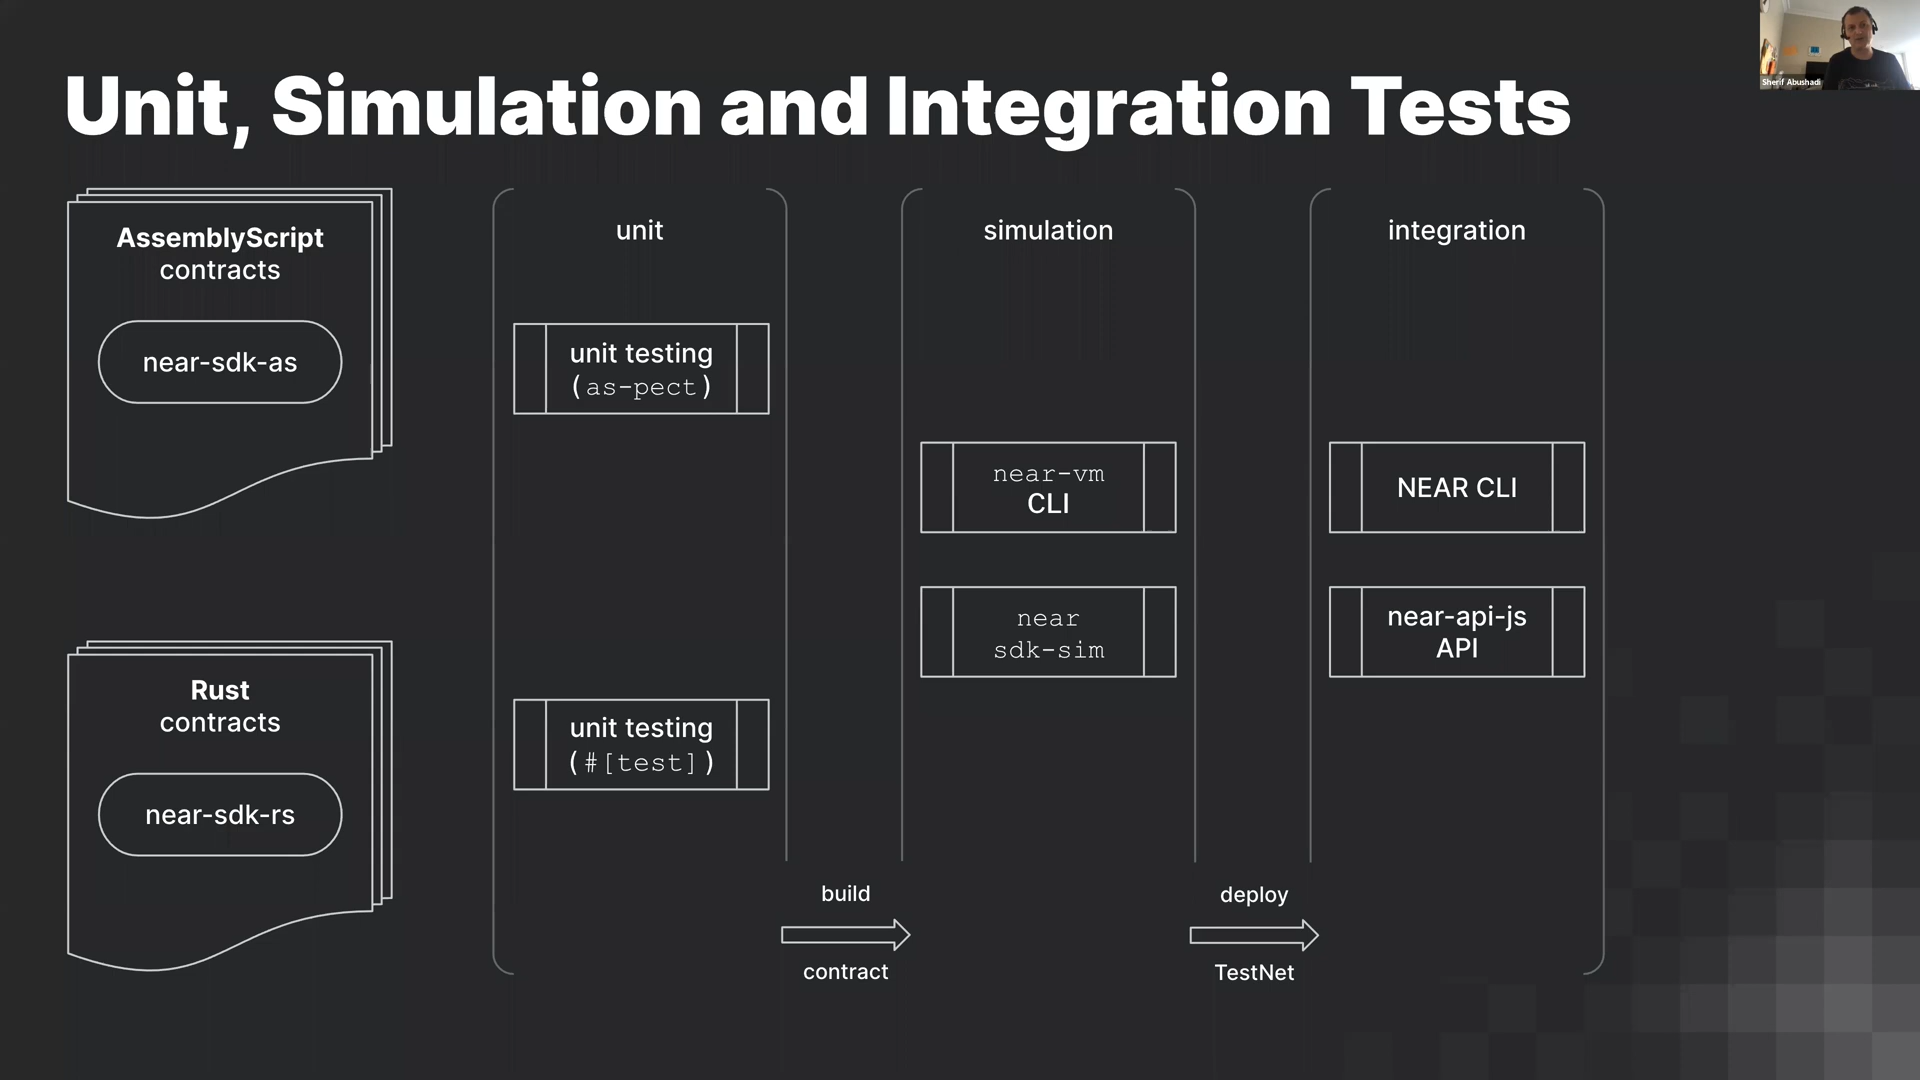 Unit, Simulation and Integration Tests
Sherif Abushadi
AssemblyScript
contracts
near-sdk-as
Rust
contracts
near-sdk-rs
unit
unit testing
(as-pect)
unit testing
(#[test])
build
contract
simulation
near-vm
CLI
near
sdk-sim
deploy
TestNet
integration
NEAR CLI
near-api-js
API